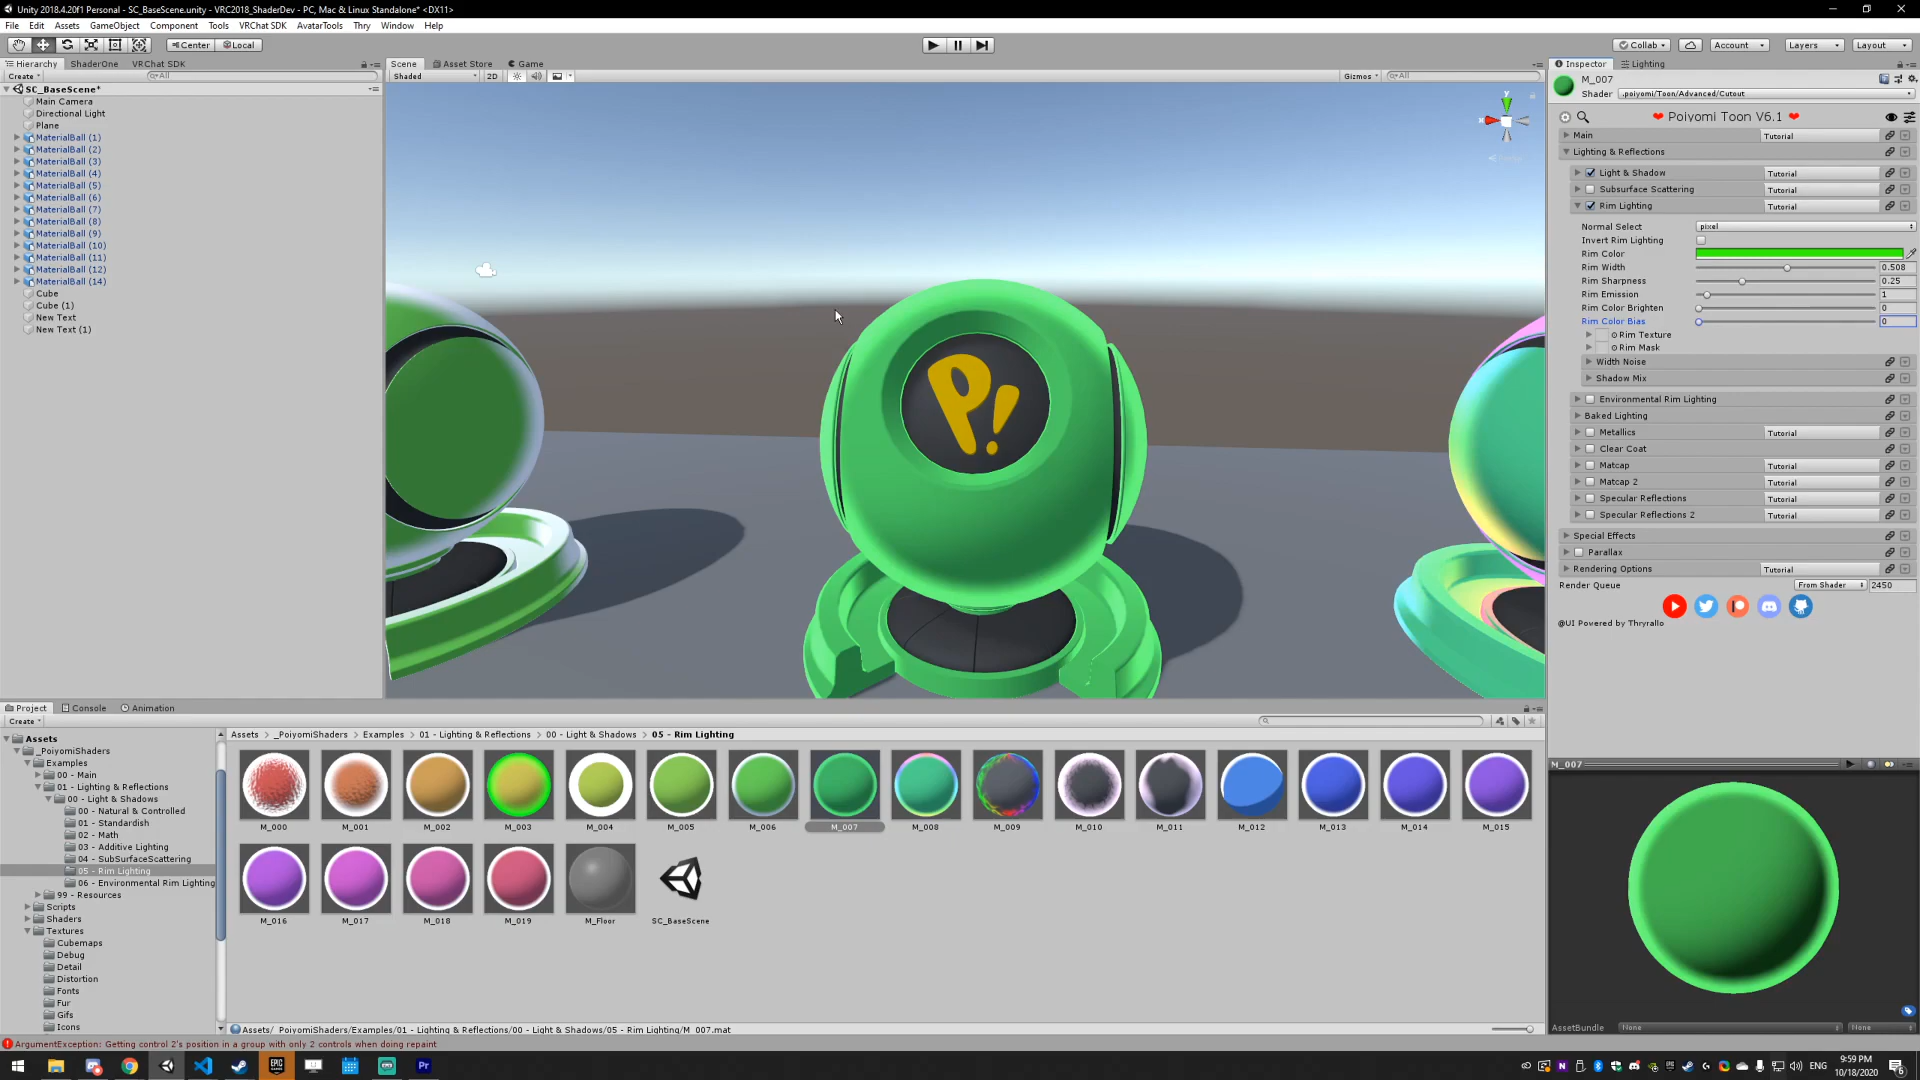 Unity 2018.4.20f1 Personal - SC_BaseScene.unity - VRC2018_ShaderDev - PC, Mac & Linux Standalone* <DX11>
File Edit Assets GameObject Component Tools VRChat SDK AvatarTools Thry Window Help
Center Local Collab Account Layers Layout
Hierarchy ShaderOne VRChat SDK
Create All
SC_BaseScene*
Main Camera
Directional Light
Plane
MaterialBall (1)
MaterialBall (2)
MaterialBall (3)
MaterialBall (4)
MaterialBall (5)
MaterialBall (6)
MaterialBall (7)
MaterialBall (8)
MaterialBall (9)
MaterialBall (10)
MaterialBall (11)
MaterialBall (12)
MaterialBall (14)
Cube
Cube (1)
New Text
New Text (1)
Scene Asset Store Game
Shaded 2D Gizmos All
y
x
P!
Inspector Lighting
M_007
Shader .poiyomi/Toon/Advanced/Cutout
❤ Poiyomi Toon V6.1 ❤
Main Tutorial
Lighting & Reflections
Light & Shadow Tutorial
Subsurface Scattering Tutorial
Rim Lighting Tutorial
Normal Select pixel
Invert Rim Lighting
Rim Color
Rim Width 0.508
Rim Sharpness 0.25
Rim Emission 1
Rim Color Brighten 0
Rim Color Bias 0
Rim Texture
Rim Mask
Width Noise
Shadow Mix
Environmental Rim Lighting
Baked Lighting
Metallics Tutorial
Clear Coat
Matcap Tutorial
Matcap 2 Tutorial
Specular Reflections Tutorial
Specular Reflections 2 Tutorial
Special Effects
Parallax
Rendering Options Tutorial
Render Queue From Shader 2450
@UI Powered by Thryrallo
M_007
AssetBundle None None
Project Console Animation
Create
Assets
_PoiyomiShaders
Examples
00 - Main
01 - Lighting & Reflections
00 - Light & Shadows
00 - Natural & Controlled
01 - Standardish
02 - Math
03 - Additive Lighting
04 - SubSurfaceScattering
05 - Rim Lighting
06 - Environmental Rim Lighting
99 - Resources
Scripts
Shaders
Textures
Cubemaps
Debug
Detail
Distortion
Fonts
Fur
Gifs
Icons
Assets › _PoiyomiShaders › Examples › 01 - Lighting & Reflections › 00 - Light & Shadows › 05 - Rim Lighting
M_000 M_001 M_002 M_003 M_004 M_005 M_006 M_007 M_008 M_009 M_010 M_011 M_012 M_013 M_014 M_015
M_016 M_017 M_018 M_019 M_Floor SC_BaseScene
Assets/_PoiyomiShaders/Examples/01 - Lighting & Reflections/00 - Light & Shadows/05 - Rim Lighting/M_007.mat
ArgumentException: Getting control 2's position in a group with only 2 controls when doing repaint
EPIC GAMES
Pr
ENG
9:59 PM
10/18/2020
6